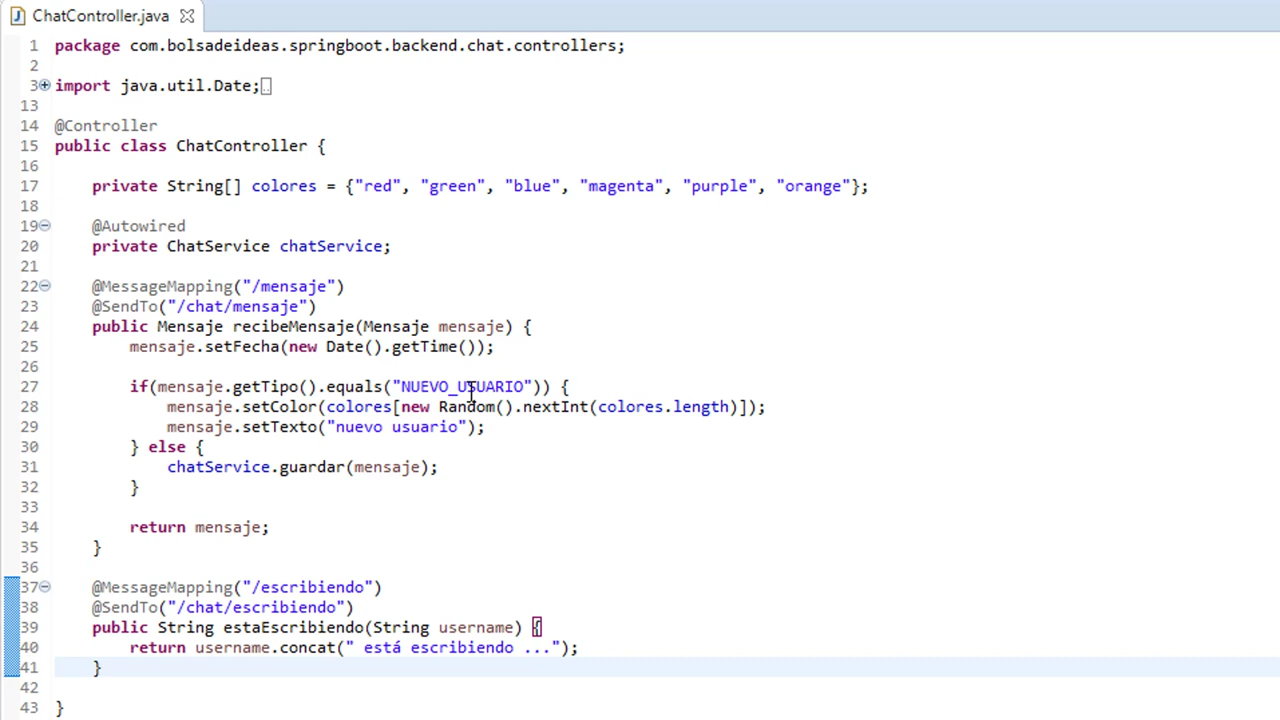 ChatController.java
1 package com.bolsadeideas.springboot.backend.chat.controllers;
2
3 import java.util.Date;
13
14 @Controller
15 public class ChatController {
16
17 private String[] colores = {"red", "green", "blue", "magenta", "purple", "orange"};
18
19 @Autowired
20 private ChatService chatService;
21
22 @MessageMapping("/mensaje")
23 @SendTo("/chat/mensaje")
24 public Mensaje recibeMensaje(Mensaje mensaje) {
25 mensaje.setFecha(new Date().getTime());
26
27 if(mensaje.getTipo().equals("NUEVO_USUARIO")) {
28 mensaje.setColor(colores[new Random().nextInt(colores.length)]);
29 mensaje.setTexto("nuevo usuario");
30 } else {
31 chatService.guardar(mensaje);
32 }
33
34 return mensaje;
35 }
36
37 @MessageMapping("/escribiendo")
38 @SendTo("/chat/escribiendo")
39 public String estaEscribiendo(String username) {
40 return username.concat(" está escribiendo ...");
41 }
42
43 }